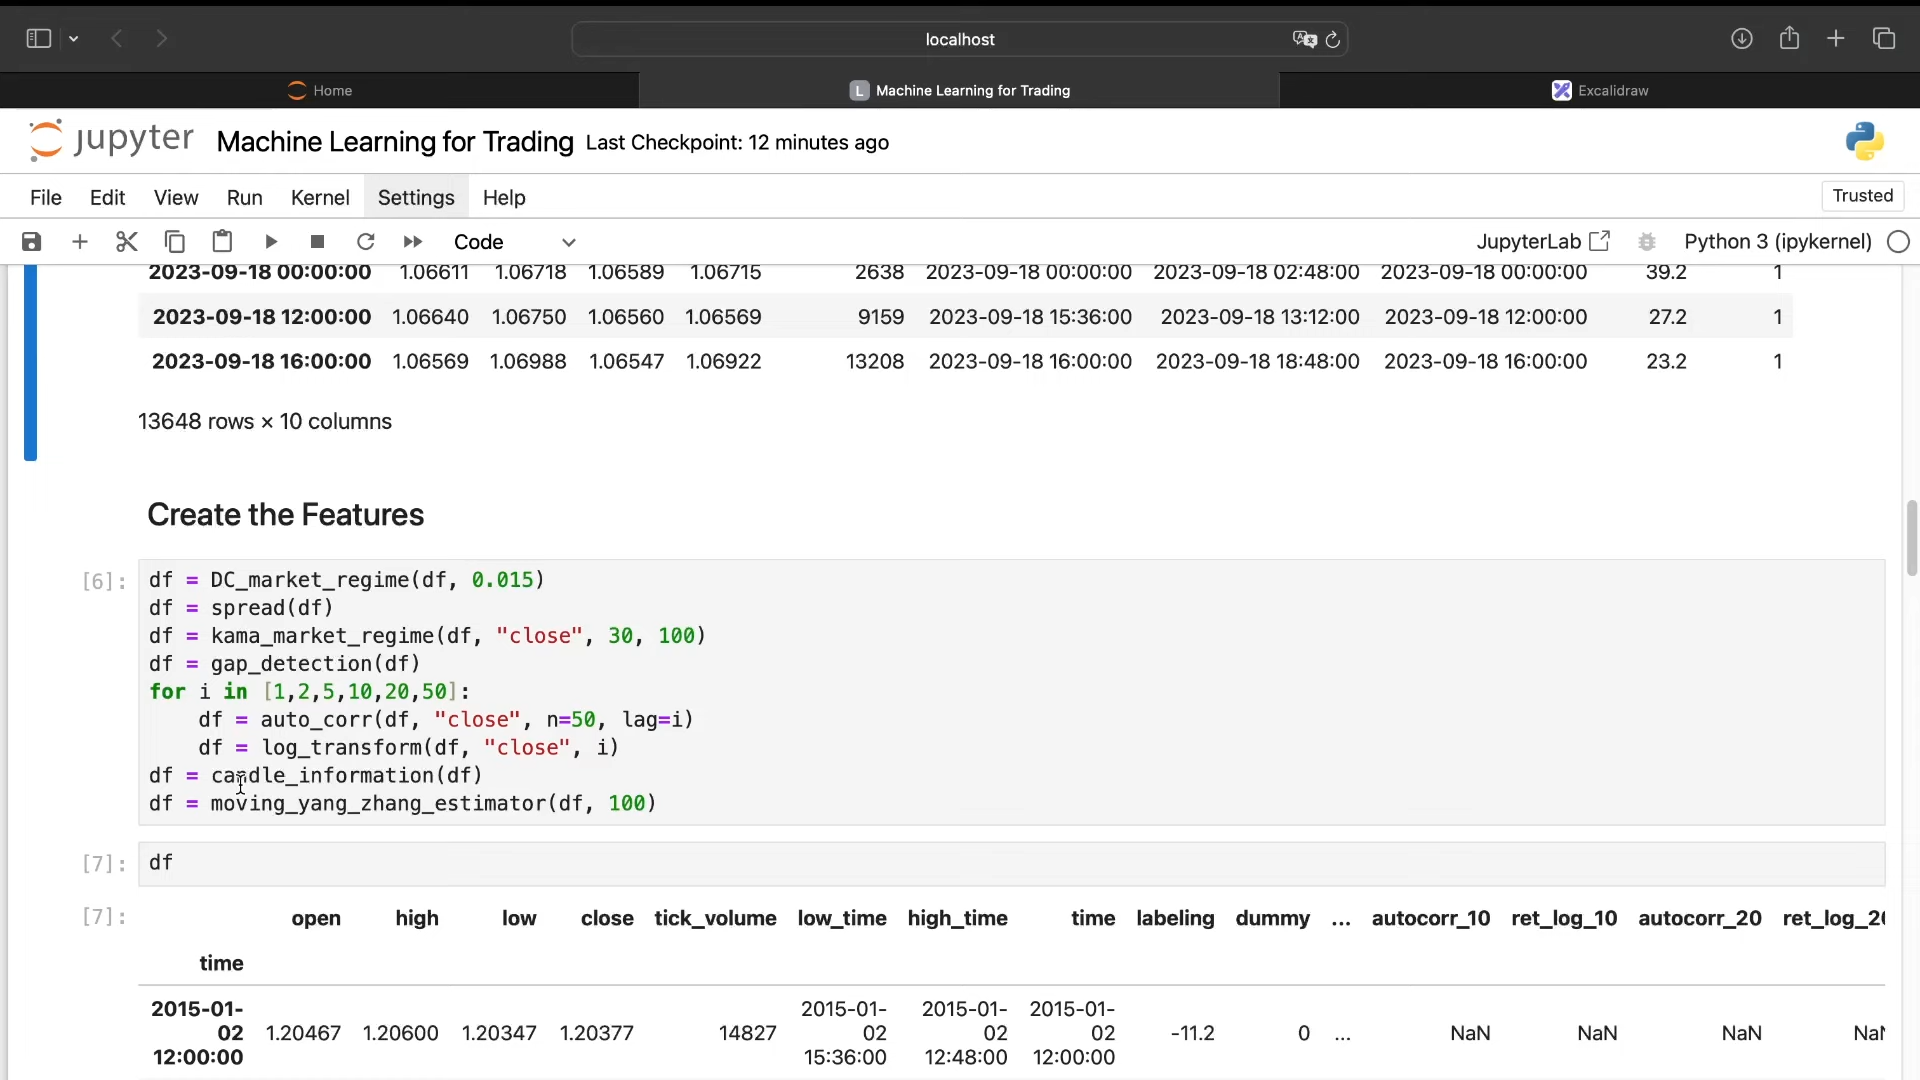 localhost
Home
L Machine Learning for Trading
Excalidraw
jupyter Machine Learning for Trading Last Checkpoint: 12 minutes ago
File Edit View Run Kernel Settings Help Trusted
Code JupyterLab Python 3 (ipykernel)
2023-09-18 00:00:00 1.06611 1.06718 1.06589 1.06715 2638 2023-09-18 00:00:00 2023-09-18 02:48:00 2023-09-18 00:00:00 39.2 1
2023-09-18 12:00:00 1.06640 1.06750 1.06560 1.06569 9159 2023-09-18 15:36:00 2023-09-18 13:12:00 2023-09-18 12:00:00 27.2 1
2023-09-18 16:00:00 1.06569 1.06988 1.06547 1.06922 13208 2023-09-18 16:00:00 2023-09-18 18:48:00 2023-09-18 16:00:00 23.2 1
13648 rows × 10 columns
Create the Features
[6]: df = DC_market_regime(df, 0.015)
df = spread(df)
df = kama_market_regime(df, "close", 30, 100)
df = gap_detection(df)
for i in [1,2,5,10,20,50]:
    df = auto_corr(df, "close", n=50, lag=i)
    df = log_transform(df, "close", i)
df = candle_information(df)
df = moving_yang_zhang_estimator(df, 100)
[7]: df
[7]: open high low close tick_volume low_time high_time time labeling dummy ... autocorr_10 ret_log_10 autocorr_20 ret_log_20
time
2015-01- 2015-01- 2015-01- 2015-01-
02 1.20467 1.20600 1.20347 1.20377 14827 02 02 02 -11.2 0 ... NaN NaN NaN NaN
12:00:00 15:36:00 12:48:00 12:00:00